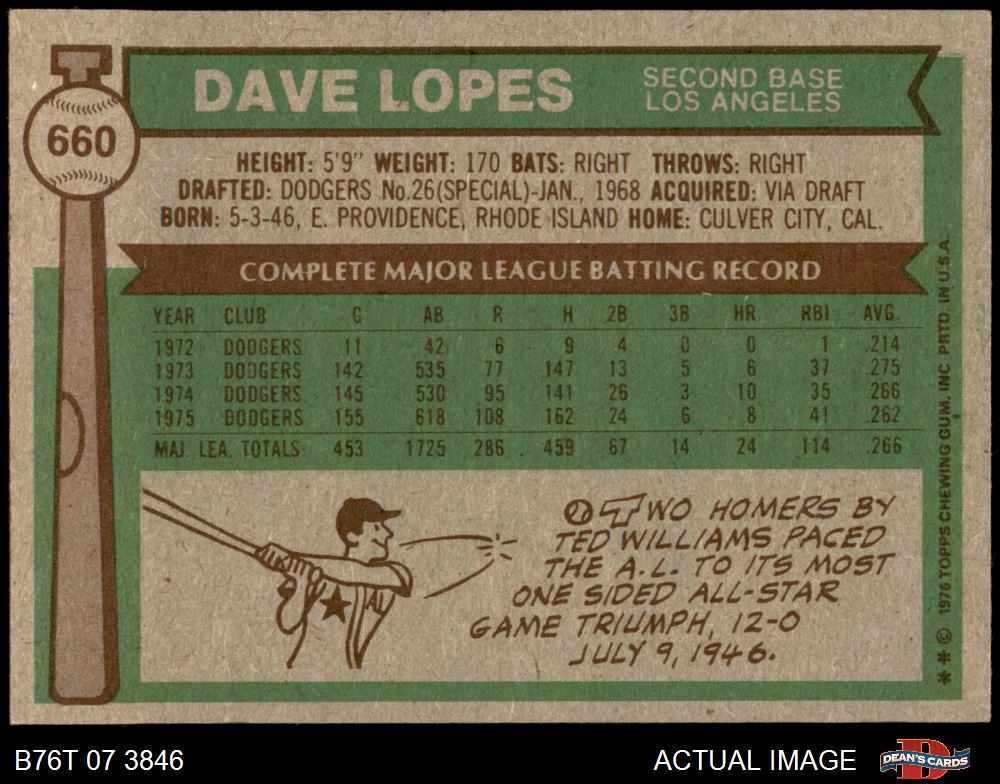 660
DAVE LOPES
SECOND BASE
LOS ANGELES
HEIGHT: 5'9" WEIGHT: 170 BATS: RIGHT THROWS: RIGHT
DRAFTED: DODGERS No.26(SPECIAL)-JAN., 1968 ACQUIRED: VIA DRAFT
BORN: 5-3-46, E. PROVIDENCE, RHODE ISLAND HOME: CULVER CITY, CAL.
COMPLETE MAJOR LEAGUE BATTING RECORD
YEAR CLUB G AB R H 2B 3B HR RBI AVG.
1972 DODGERS 11 42 6 9 4 0 0 1 .214
1973 DODGERS 142 535 77 147 13 5 6 37 .275
1974 DODGERS 145 530 95 141 26 3 10 35 .266
1975 DODGERS 155 618 108 162 24 6 8 41 .262
MAJ. LEA. TOTALS 453 1725 286 459 67 14 24 114 .266
TWO HOMERS BY
TED WILLIAMS PACED
THE A.L. TO ITS MOST
ONE SIDED ALL-STAR
GAME TRIUMPH, 12-0
JULY 9, 1946.
A
** © 1976 TOPPS CHEWING GUM, INC PRTD. IN U.S.A.
B76T 07 3846
ACTUAL IMAGE
DEAN'S CARDS